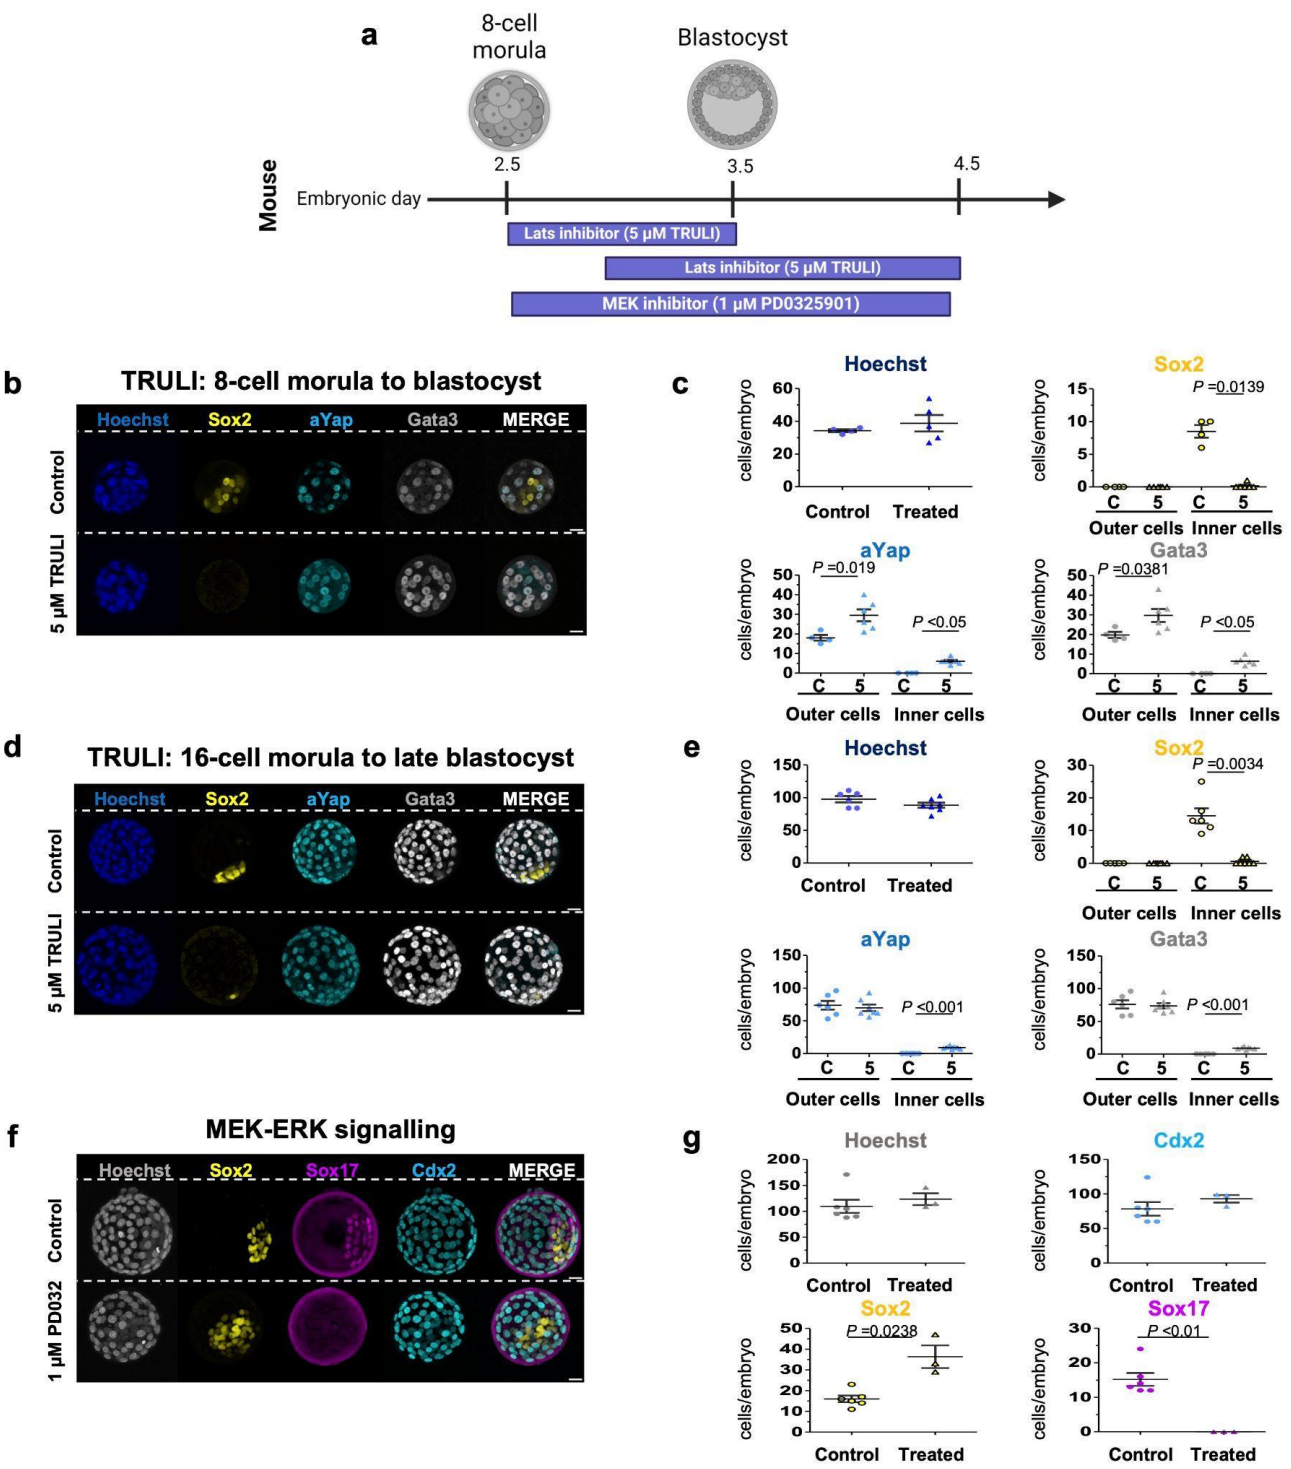 a
8-cell
morula
Blastocyst
2.5
3.5
4.5
Mouse
Embryonic day
Lats inhibitor (5 µM TRULI)
Lats inhibitor (5 µM TRULI)
MEK inhibitor (1 µM PD0325901)
b
TRULI: 8-cell morula to blastocyst
Hoechst Sox2 aYap Gata3 MERGE
Control
5 µM TRULI
c
Hoechst
cells/embryo
60
40
20
0
Control Treated
Sox2
P =0.0139
cells/embryo
15
10
5
0
C 5 C 5
Outer cells Inner cells
aYap
P =0.019
P <0.05
cells/embryo
50
40
30
20
10
0
C 5 C 5
Outer cells Inner cells
Gata3
P =0.0381
P <0.05
cells/embryo
50
40
30
20
10
0
C 5 C 5
Outer cells Inner cells
d
TRULI: 16-cell morula to late blastocyst
Hoechst Sox2 aYap Gata3 MERGE
Control
5 µM TRULI
e
Hoechst
cells/embryo
150
100
50
0
Control Treated
Sox2
P =0.0034
cells/embryo
30
20
10
0
C 5 C 5
Outer cells Inner cells
aYap
P <0.001
cells/embryo
150
100
50
0
C 5 C 5
Outer cells Inner cells
Gata3
P <0.001
cells/embryo
150
100
50
0
C 5 C 5
Outer cells Inner cells
f
MEK-ERK signalling
Hoechst Sox2 Sox17 Cdx2 MERGE
Control
1 µM PD032
g
Hoechst
cells/embryo
200
150
100
50
0
Control Treated
Cdx2
cells/embryo
150
100
50
0
Control Treated
Sox2
P =0.0238
cells/embryo
50
40
30
20
10
0
Control Treated
Sox17
P <0.01
cells/embryo
30
20
10
0
Control Treated